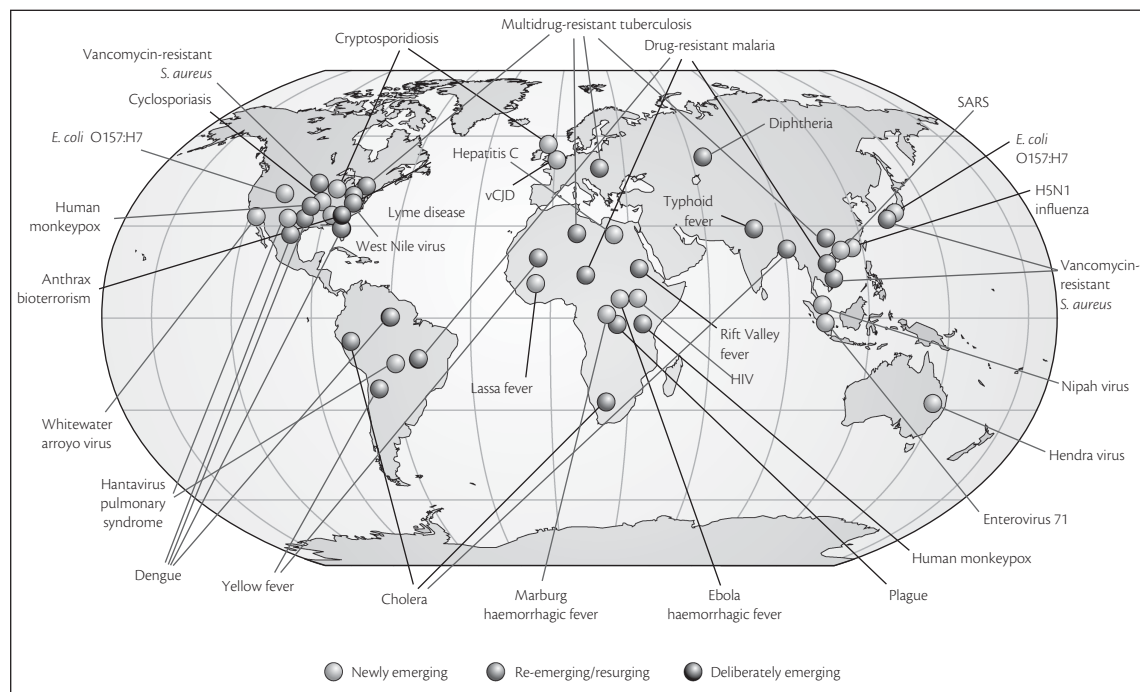 Multidrug-resistant tuberculosis
Cryptosporidiosis
Drug-resistant malaria
Vancomycin-resistant
S. aureus
Cyclosporiasis
SARS
E. coli O157:H7
Diphtheria
E. coli
O157:H7
Hepatitis C
H5N1
influenza
vCJD
Typhoid
fever
Human
monkeypox
Lyme disease
West Nile virus
Anthrax
bioterrorism
Vancomycin-
resistant
S. aureus
Rift Valley
fever
HIV
Lassa fever
Nipah virus
Whitewater
arroyo virus
Hendra virus
Hantavirus
pulmonary
syndrome
Enterovirus 71
Dengue
Yellow fever
Cholera
Marburg
haemorrhagic fever
Ebola
haemorrhagic fever
Plague
Human monkeypox
Newly emerging
Re-emerging/resurging
Deliberately emerging